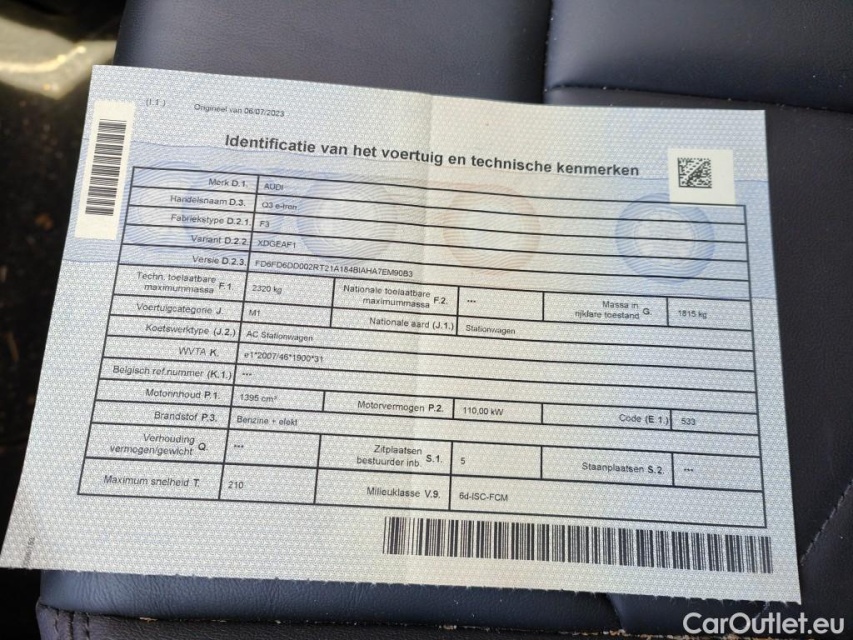 (I.1.) Origineel van 06/07/2023
Identificatie van het voertuig en technische kenmerken
Merk D.1. AUDI
Handelsnaam D.3. Q3 e-tron
Fabriekstype D.2.1. F3
Variant D.2.2. XDGEAF1
Versie D.2.3. FD6FD6DD002RT21A184BIAHA7EM90B3
Techn. toelaatbare maximummassa F.1. 2320 kg Nationale toelaatbare maximummassa F.2. --- Massa in rijklare toestand G. 1815 kg
Voertuigcategorie J. M1 Nationale aard (J.1.) Stationwagen
Koetswerktype (J.2.) AC Stationwagen
WVTA K. e1*2007/46*1900*31
Belgisch ref.nummer (K.1.) ---
Motorinhoud P.1. 1395 cm³ Motorvermogen P.2. 110,00 kW Code (E.1.) 533
Brandstof P.3. Benzine + elekt
Verhouding vermogen/gewicht Q. --- Zitplaatsen bestuurder inb. S.1. 5 Staanplaatsen S.2. ---
Maximum snelheid T. 210 Milieuklasse V.9. 6d-ISC-FCM
CarOutlet.eu